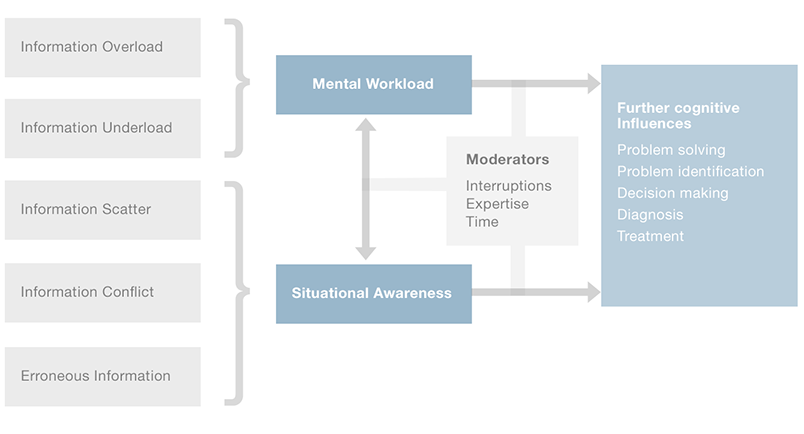 Information Overload
Information Underload
Information Scatter
Information Conflict
Erroneous Information
Mental Workload
Situational Awareness
Moderators
Interruptions
Expertise
Time
Further cognitive
Influences
Problem solving
Problem identification
Decision making
Diagnosis
Treatment